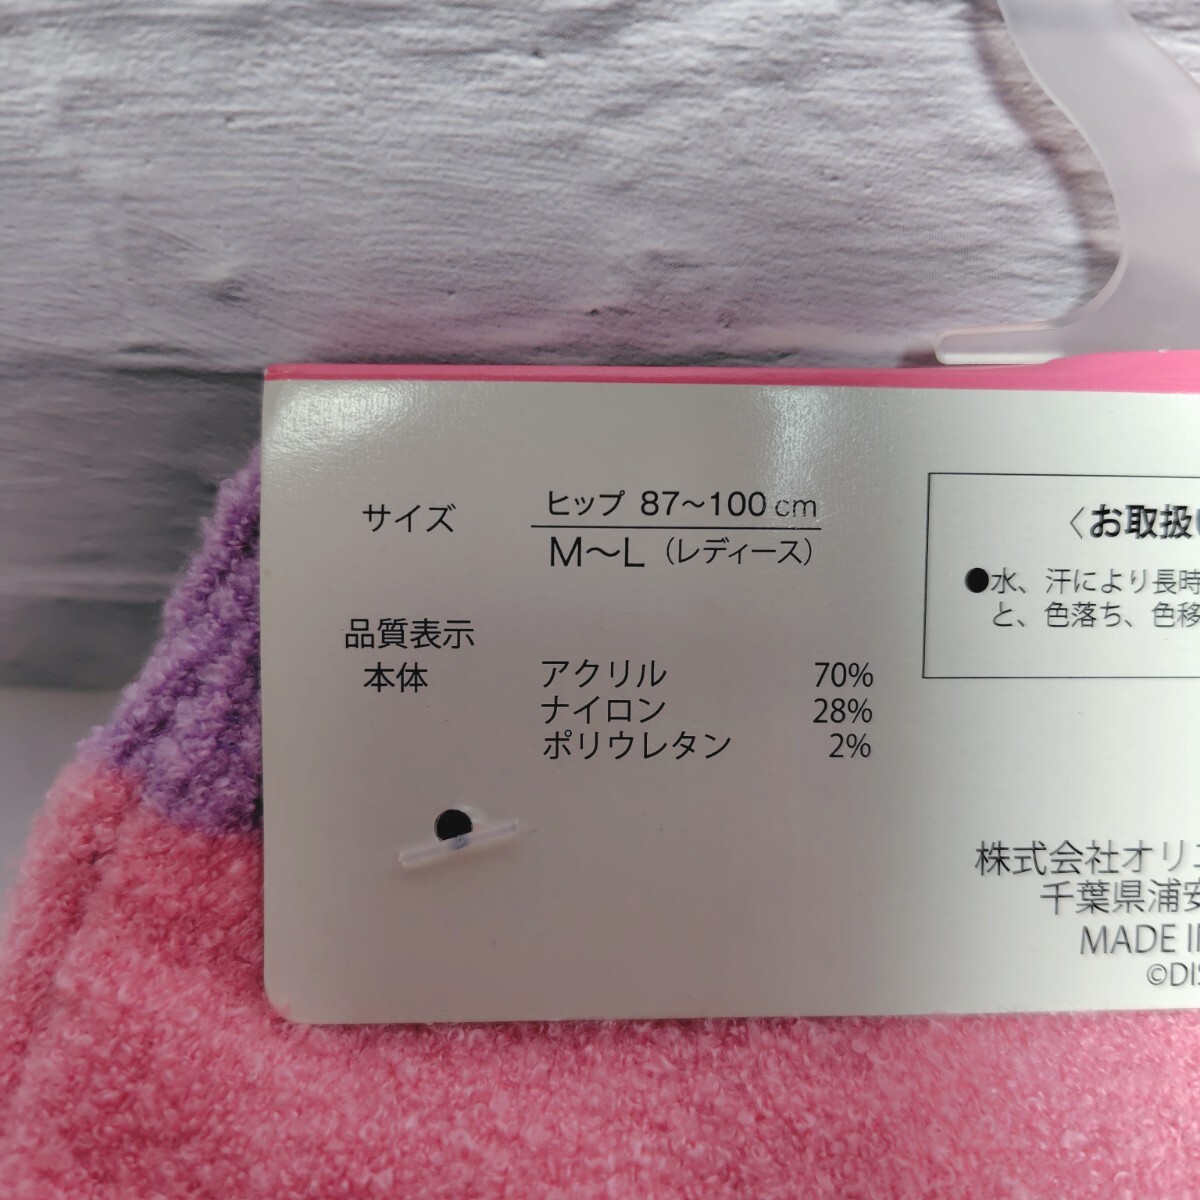 サイズ
ヒップ 87〜100cm
M〜L（レディース）
品質表示
本体
アクリル 70%
ナイロン 28%
ポリウレタン 2%
〈お取扱い
●水、汗により長時
と、色落ち、色移
株式会社オリエ
千葉県浦安
MADE IN
©DIS